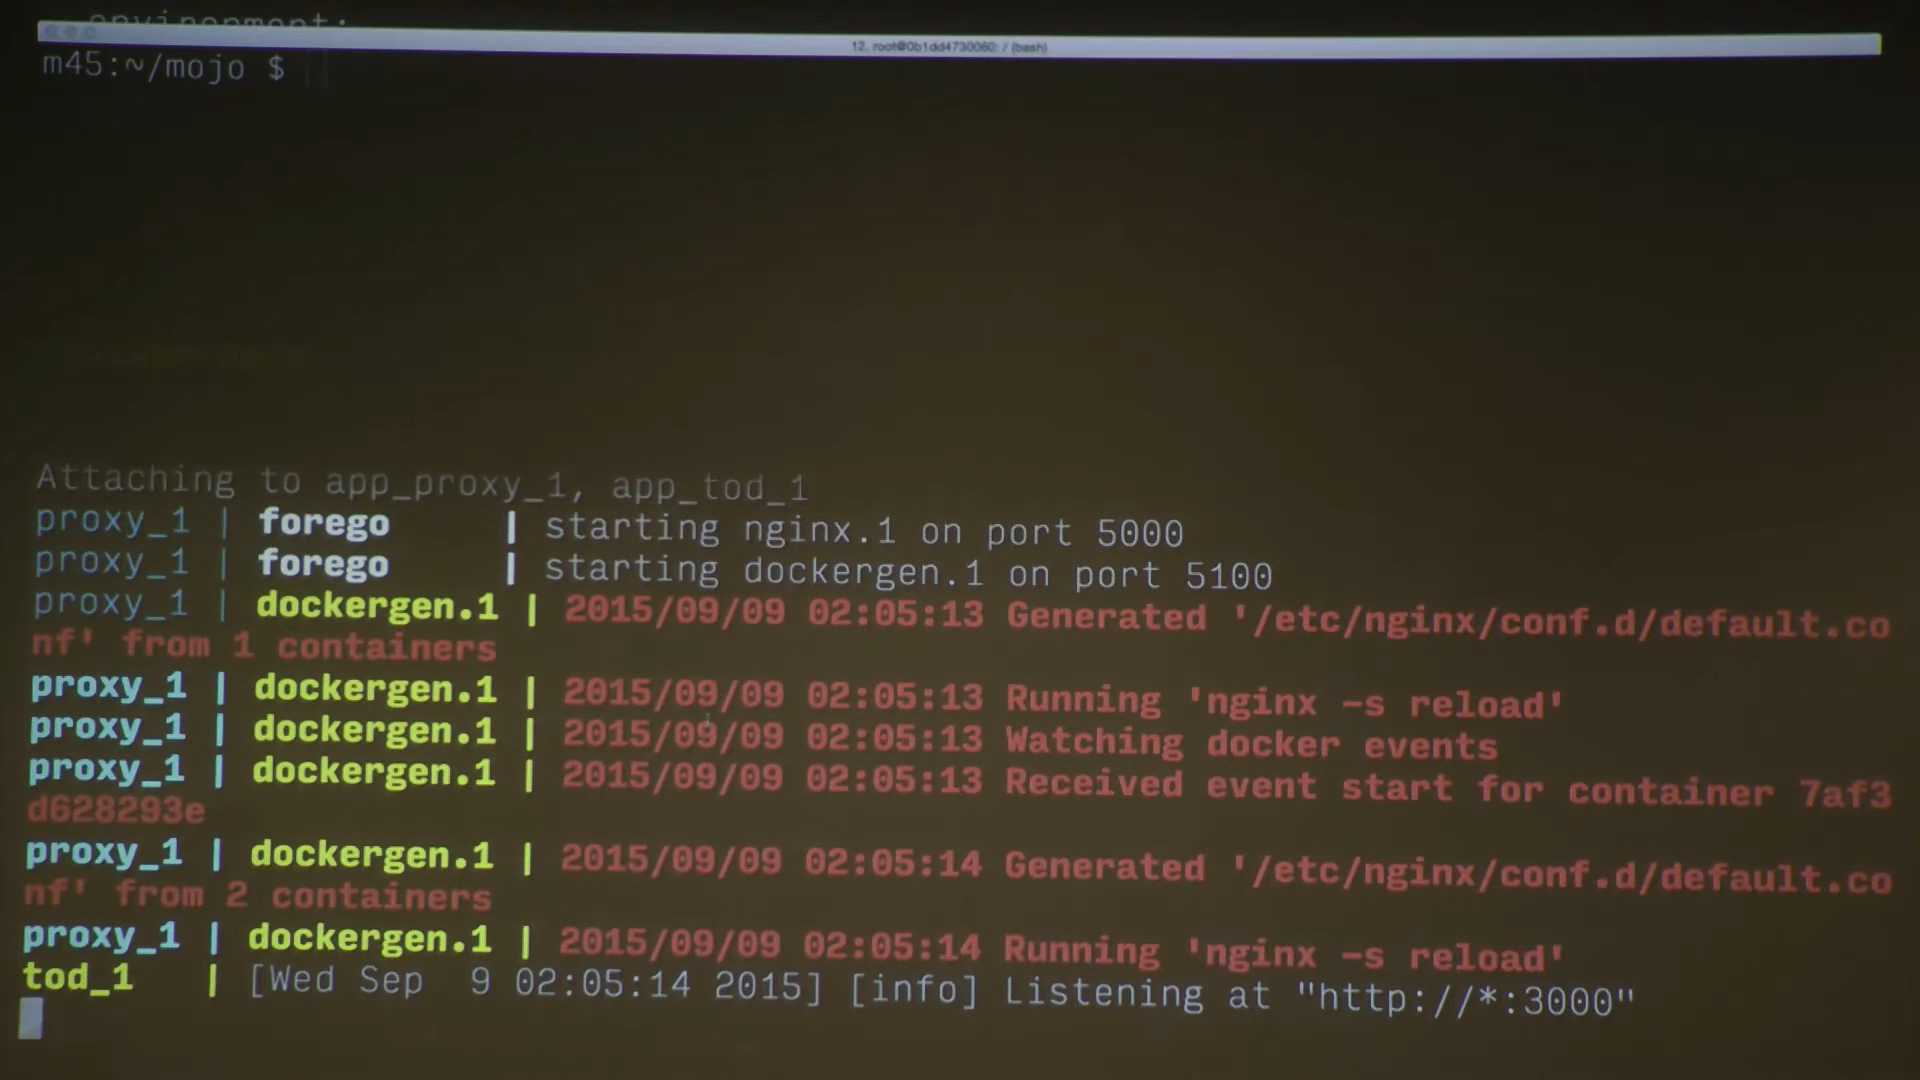 environment:
12. root@0b1dd4730060: / (bash)
m45:~/mojo $
Attaching to app_proxy_1, app_tod_1
proxy_1 | forego | starting nginx.1 on port 5000
proxy_1 | forego | starting dockergen.1 on port 5100
proxy_1 | dockergen.1 | 2015/09/09 02:05:13 Generated '/etc/nginx/conf.d/default.co
nf' from 1 containers
proxy_1 | dockergen.1 | 2015/09/09 02:05:13 Running 'nginx -s reload'
proxy_1 | dockergen.1 | 2015/09/09 02:05:13 Watching docker events
proxy_1 | dockergen.1 | 2015/09/09 02:05:13 Received event start for container 7af3
d628293e
proxy_1 | dockergen.1 | 2015/09/09 02:05:14 Generated '/etc/nginx/conf.d/default.co
nf' from 2 containers
proxy_1 | dockergen.1 | 2015/09/09 02:05:14 Running 'nginx -s reload'
tod_1 | [Wed Sep  9 02:05:14 2015] [info] Listening at "http://*:3000"